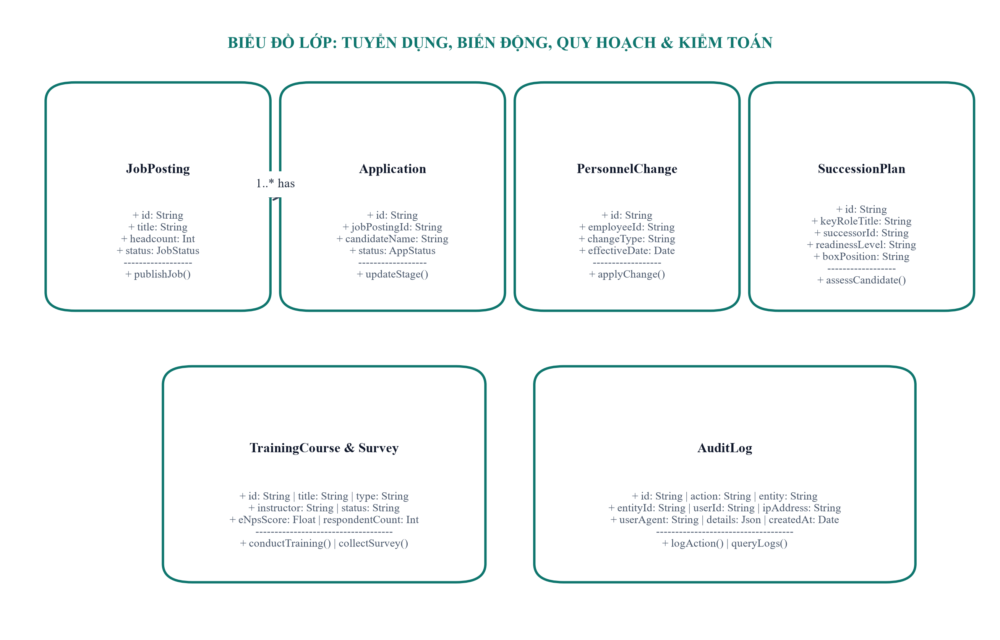 BIỂU ĐỒ LỚP: TUYỂN DỤNG, BIẾN ĐỘNG, QUY HOẠCH & KIỂM TOÁN
JobPosting
+ id: String
+ title: String
+ headcount: Int
+ status: JobStatus
------------------
+ publishJob()
1..* has
Application
+ id: String
+ jobPostingId: String
+ candidateName: String
+ status: AppStatus
------------------
+ updateStage()
PersonnelChange
+ id: String
+ employeeId: String
+ changeType: String
+ effectiveDate: Date
------------------
+ applyChange()
SuccessionPlan
+ id: String
+ keyRoleTitle: String
+ successorId: String
+ readinessLevel: String
+ boxPosition: String
------------------
+ assessCandidate()
TrainingCourse & Survey
+ id: String | title: String | type: String
+ instructor: String | status: String
+ eNpsScore: Float | respondentCount: Int
------------------------------------
+ conductTraining() | collectSurvey()
AuditLog
+ id: String | action: String | entity: String
+ entityId: String | userId: String | ipAddress: String
+ userAgent: String | details: Json | createdAt: Date
------------------------------------
+ logAction() | queryLogs()